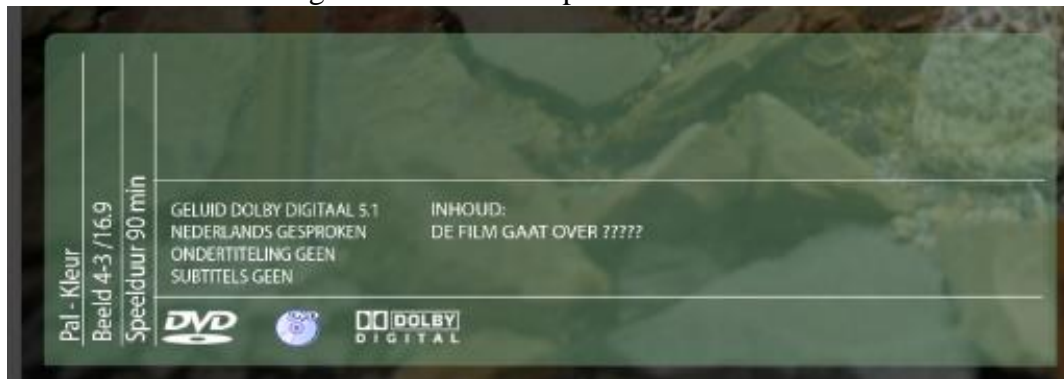 Pal - Kleur
Beeld 4-3 /16.9
Speelduur 90 min
GELUID DOLBY DIGITAAL 5.1
NEDERLANDS GESPROKEN
ONDERTITELING GEEN
SUBTITELS GEEN
INHOUD:
DE FILM GAAT OVER ?????
DVD
DOLBY
DIGITAL